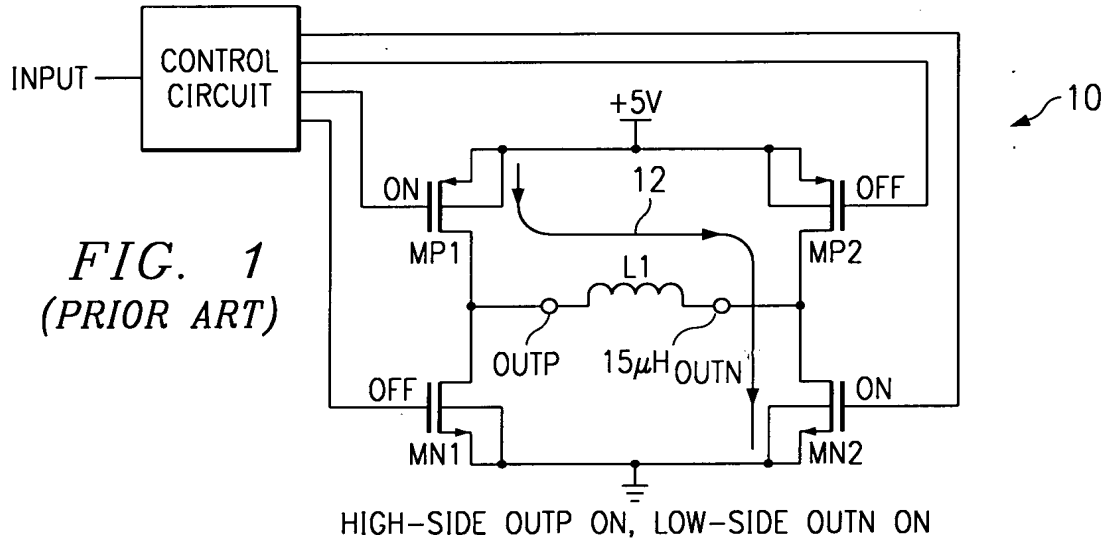 CONTROL
CIRCUIT
INPUT
+5V
10
ON
12
OFF
MP1
MP2
FIG. 1
(PRIOR ART)
L1
OUTP
15μH
OUTN
OFF
ON
MN1
MN2
HIGH-SIDE OUTP ON, LOW-SIDE OUTN ON